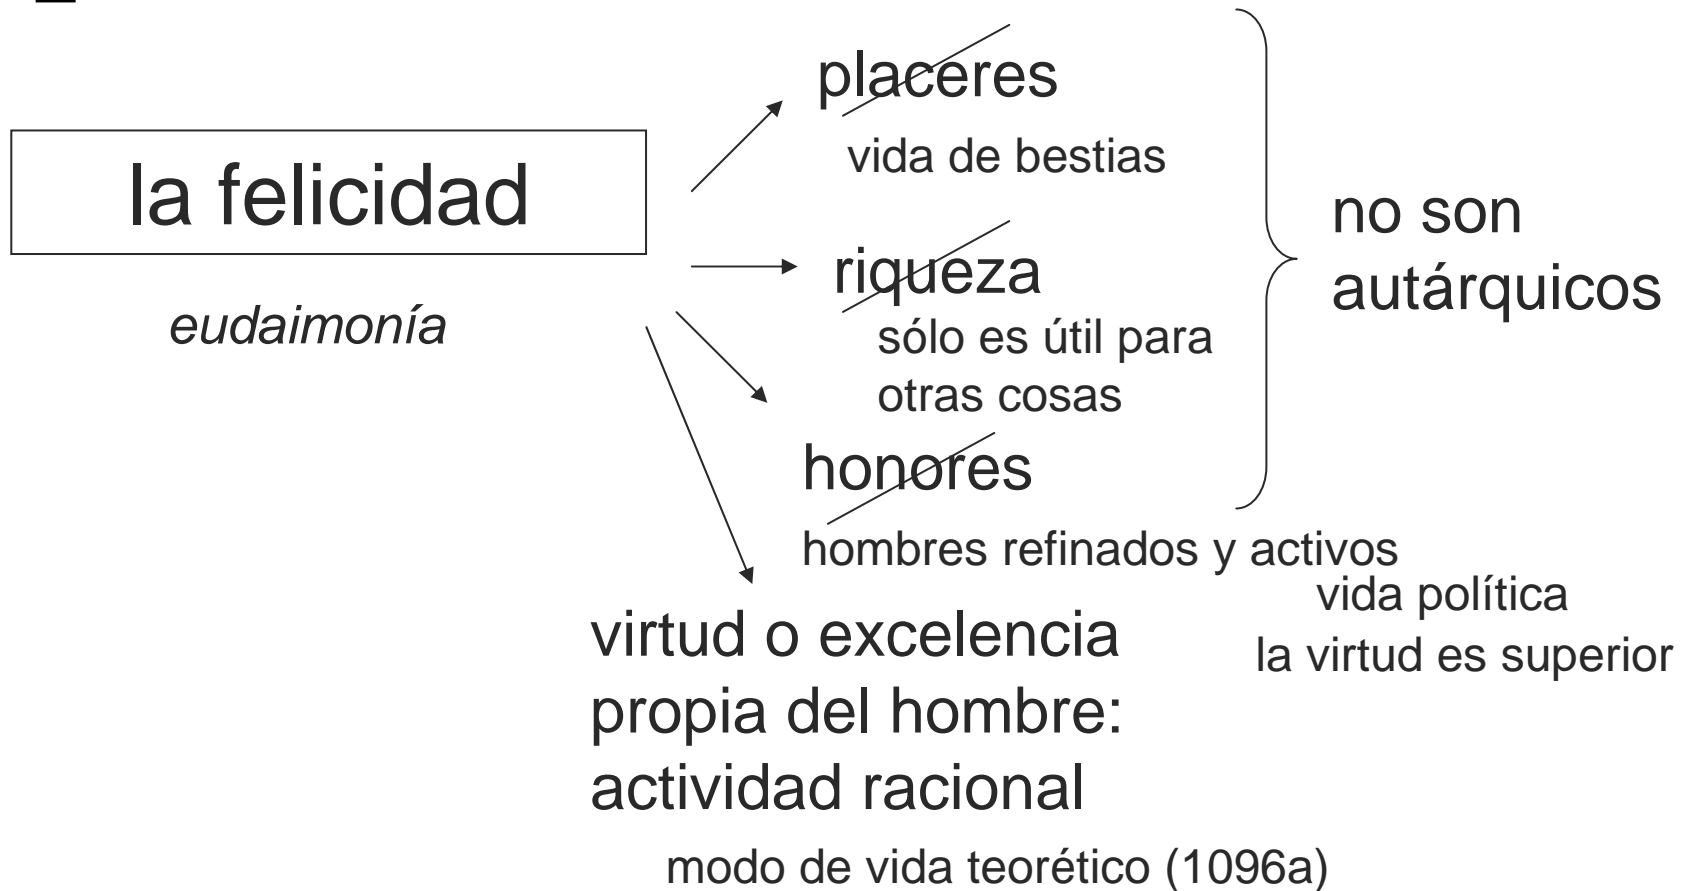 la felicidad
eudaimonía
placeres
vida de bestias
riqueza
sólo es útil para
otras cosas
honores
hombres refinados y activos
vida política
la virtud es superior
no son
autárquicos
virtud o excelencia
propia del hombre:
actividad racional
modo de vida teorético (1096a)